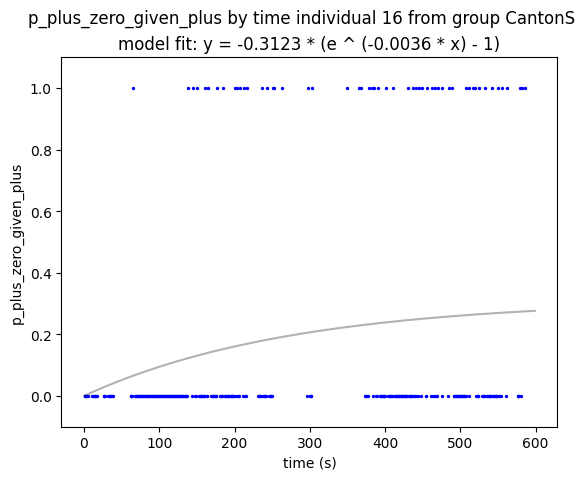 p_plus_zero_given_plus by time individual 16 from group CantonS
model fit: y = -0.3123 * (e ^ (-0.0036 * x) - 1)
p_plus_zero_given_plus
1.0
0.8
0.6
0.4
0.2
0.0
0 100 200 300 400 500 600
time (s)